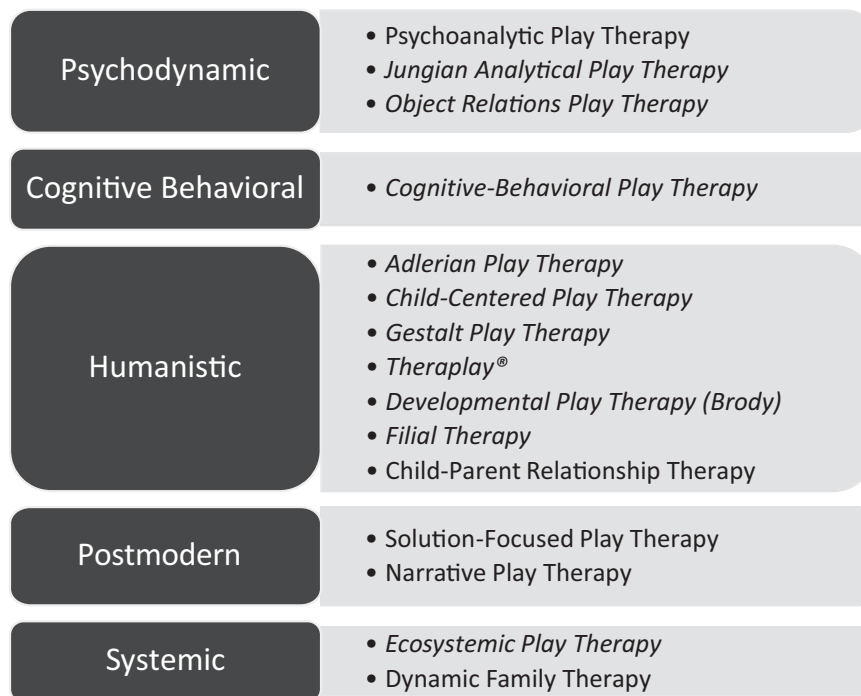 Psychodynamic
• Psychoanalytic Play Therapy
• Jungian Analytical Play Therapy
• Object Relations Play Therapy
Cognitive Behavioral
• Cognitive-Behavioral Play Therapy
Humanistic
• Adlerian Play Therapy
• Child-Centered Play Therapy
• Gestalt Play Therapy
• Theraplay®
• Developmental Play Therapy (Brody)
• Filial Therapy
• Child-Parent Relationship Therapy
Postmodern
• Solution-Focused Play Therapy
• Narrative Play Therapy
Systemic
• Ecosystemic Play Therapy
• Dynamic Family Therapy